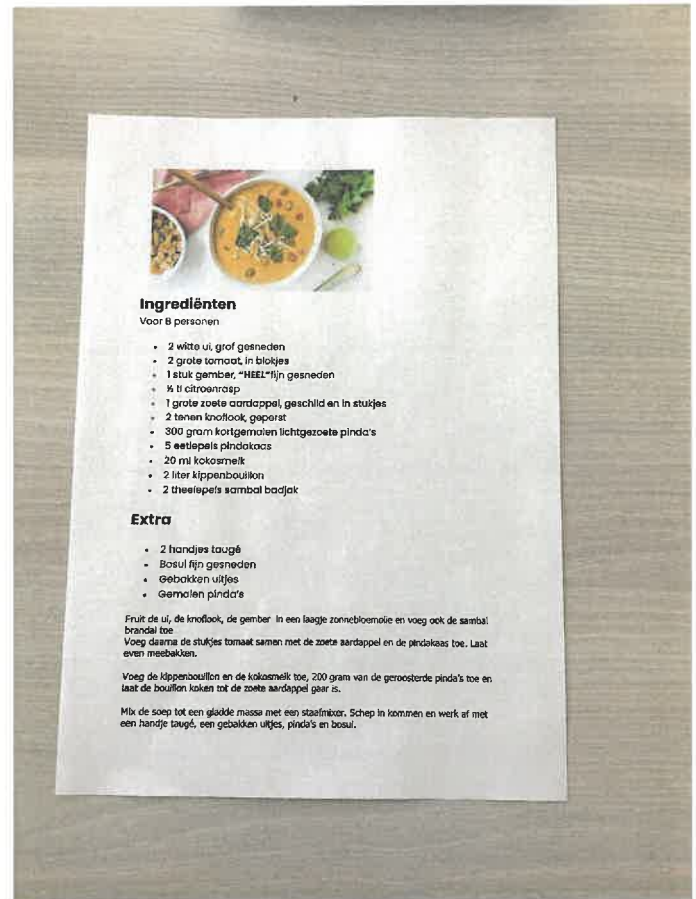 Ingrediënten
Voor 8 personen
• 2 witte ui, grof gesneden
• 2 grote tomaat, in blokjes
• 1 stuk gember, "HEEL"fijn gesneden
• ½ tl citroenrasp
• 1 grote zoete aardappel, geschild en in stukjes
• 2 tenen knoflook, geperst
• 300 gram kortgemalen lichtgezoete pinda's
• 5 eetlepels pindakaas
• 20 ml kokosmelk
• 2 liter kippenbouillon
• 2 theelepels sambal badjak
Extra
• 2 handjes taugé
• Bosui fijn gesneden
• Gebakken uitjes
• Gemalen pinda's
Fruit de ui, de knoflook, de gember in een laagje zonnebloemolie en voeg ook de sambal
brandal toe
Voeg daarna de stukjes tomaat samen met de zoete aardappel en de pindakaas toe. Laat
even meebakken.
Voeg de kippenbouillon en de kokosmelk toe, 200 gram van de geroosterde pinda's toe en
laat de bouillon koken tot de zoete aardappel gaar is.
Mix de soep tot een gladde massa met een staafmixer. Schep in kommen en werk af met
een handje taugé, een gebakken uitjes, pinda's en bosui.